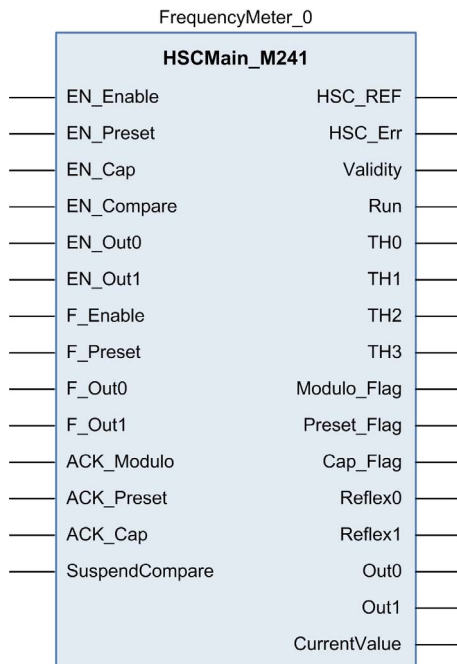 FrequencyMeter_0
HSCMain_M241
EN_Enable HSC_REF
EN_Preset HSC_Err
EN_Cap Validity
EN_Compare Run
EN_Out0 TH0
EN_Out1 TH1
F_Enable TH2
F_Preset TH3
F_Out0 Modulo_Flag
F_Out1 Preset_Flag
ACK_Modulo Cap_Flag
ACK_Preset Reflex0
ACK_Cap Reflex1
SuspendCompare Out0
Out1
CurrentValue